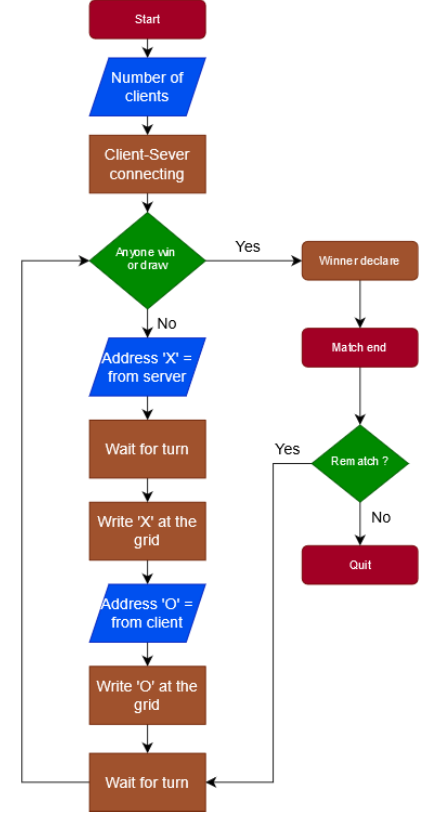 Start
Number of
clients
Client-Sever
connecting
Anyone win
or draw
Yes
Winner declare
No
Address 'X' =
from server
Match end
Wait for turn
Yes
Rematch ?
Write 'X' at the
grid
No
Quit
Address 'O' =
from client
Write 'O' at the
grid
Wait for turn